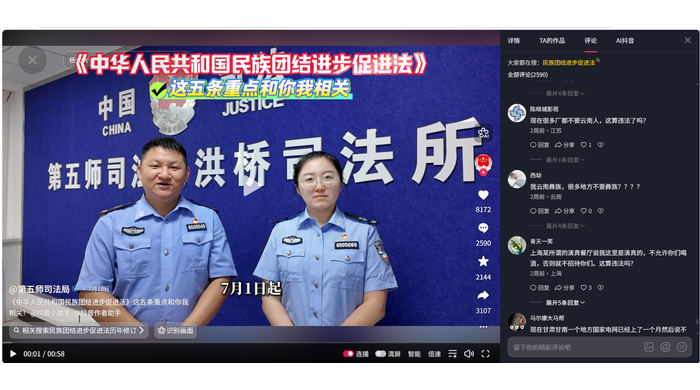 详情 TA的作品 评论 AI抖音
大家都在搜：民族团结进步促进法
全部评论(2590)
《中华人民共和国民族团结进步促进法》
这五条重点和你我相关
中国
CHINA
第五师司法 洪桥司法所
7月1日起
8172
2590
2144
3107
@第五师司法局 · 7月16日
《中华人民共和国民族团结进步促进法》这五条重点和你我
相关！@抖音小助手 @抖音作者助手
相关搜索民族团结进步促进法历年修订
识别画面
00:01 / 00:58
连播 清屏 智能 倍速
展开4条回复
陈晓城影视
现在很多厂都不要云南人，这算违法了吗？
2周前·江苏
回复 分享 1
展开1条回复
西幼
我云南彝族，很多地方不要彝族？？？？
2周前·云南
回复 分享 0
青天一笑
上海某所谓的清真餐厅说我这里是清真的，不允许你们喝
酒，否则就不招待你们。这算违法吗？
2周前·上海
回复 分享 0
展开5条回复
马尔康大马帮
现在甘肃甘南一个地方国家电网已经上了一个月然后说不
留下你的精彩评论吧